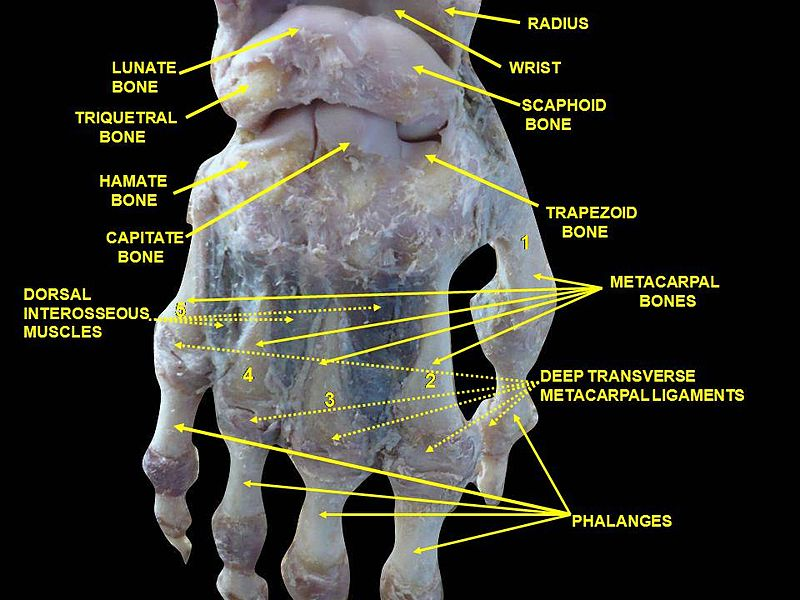 RADIUS
LUNATE
BONE
WRIST
TRIQUETRAL
BONE
SCAPHOID
BONE
HAMATE
BONE
TRAPEZOID
BONE
CAPITATE
BONE
1
METACARPAL
BONES
DORSAL
INTEROSSEOUS
MUSCLES
5
4
3
2
DEEP TRANSVERSE
METACARPAL LIGAMENTS
PHALANGES